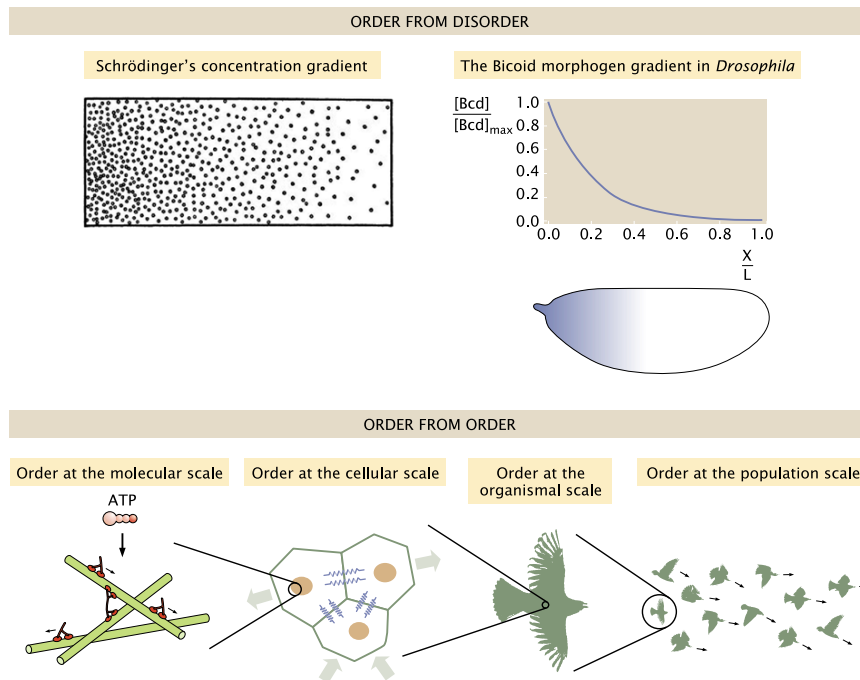 ORDER FROM DISORDER
Schrödinger's concentration gradient
The Bicoid morphogen gradient in Drosophila
[Bcd]
[Bcd]max
1.0
0.8
0.6
0.4
0.2
0.0
0.0 0.2 0.4 0.6 0.8 1.0
X
L
ORDER FROM ORDER
Order at the molecular scale
Order at the cellular scale
Order at the
organismal scale
Order at the population scale
ATP